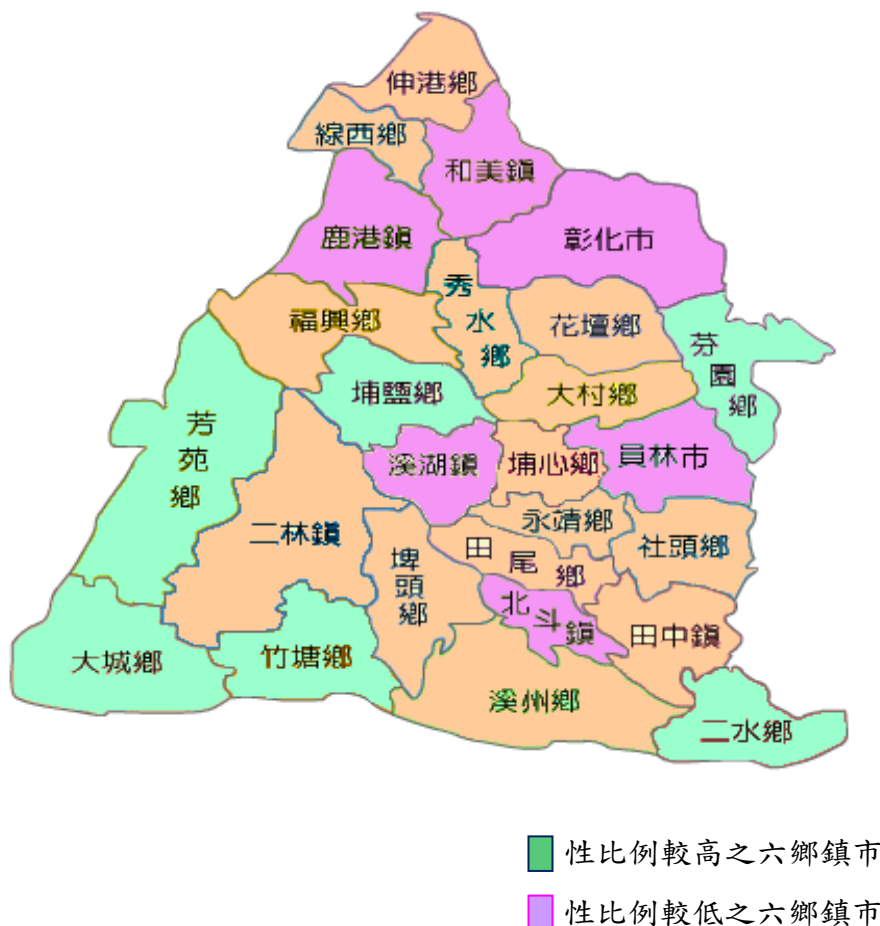 伸港鄉
線西鄉
和美鎮
鹿港鎮
彰化市
秀水鄉
福興鄉
花壇鄉
芬園鄉
埔鹽鄉
大村鄉
芳苑鄉
溪湖鎮
埔心鄉
員林市
二林鎮
永靖鄉
田尾鄉
社頭鄉
埤頭鄉
北斗鎮
田中鎮
大城鄉
竹塘鄉
溪州鄉
二水鄉
性比例較高之六鄉鎮市
性比例較低之六鄉鎮市